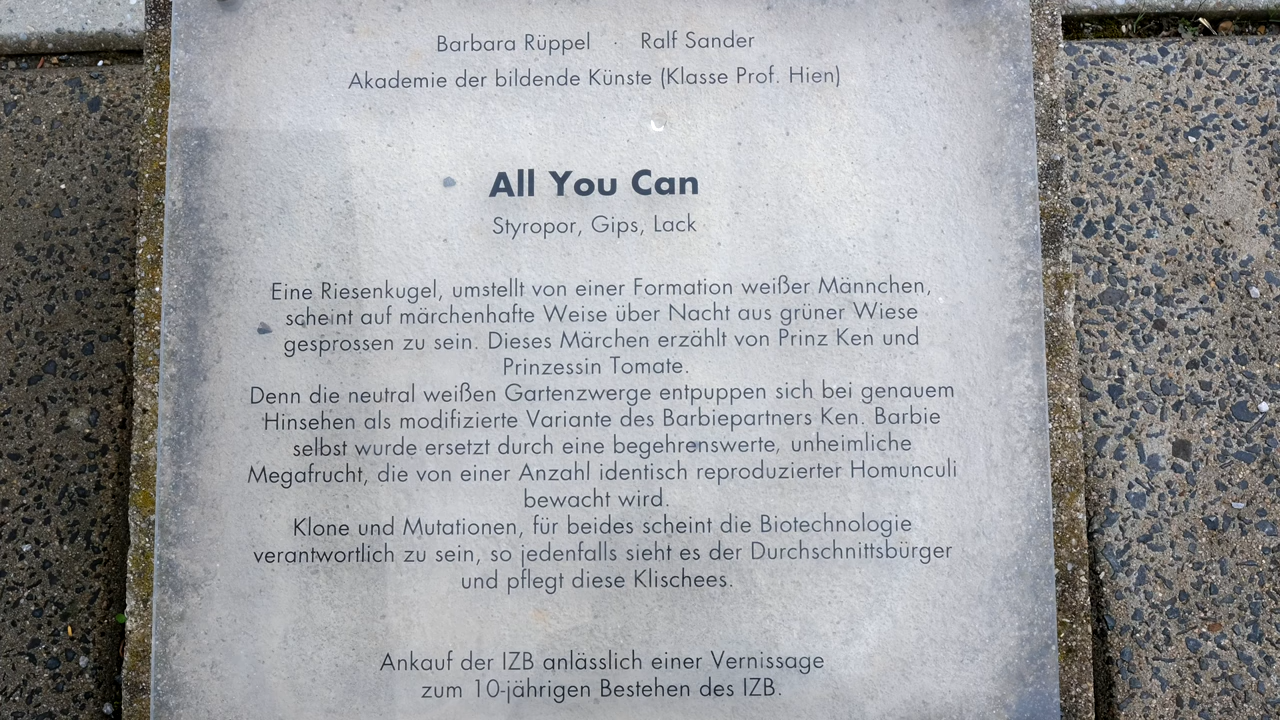 Barbara Rüppel · Ralf Sander
Akademie der bildende Künste (Klasse Prof. Hien)
All You Can
Styropor, Gips, Lack
Eine Riesenkugel, umstellt von einer Formation weißer Männchen,
scheint auf märchenhafte Weise über Nacht aus grüner Wiese
gesprossen zu sein. Dieses Märchen erzählt von Prinz Ken und
Prinzessin Tomate.
Denn die neutral weißen Gartenzwerge entpuppen sich bei genauem
Hinsehen als modifizierte Variante des Barbiepartners Ken. Barbie
selbst wurde ersetzt durch eine begehrenswerte, unheimliche
Megafrucht, die von einer Anzahl identisch reproduzierter Homunculi
bewacht wird.
Klone und Mutationen, für beides scheint die Biotechnologie
verantwortlich zu sein, so jedenfalls sieht es der Durchschnittsbürger
und pflegt diese Klischees.
Ankauf der IZB anlässlich einer Vernissage
zum 10-jährigen Bestehen des IZB.